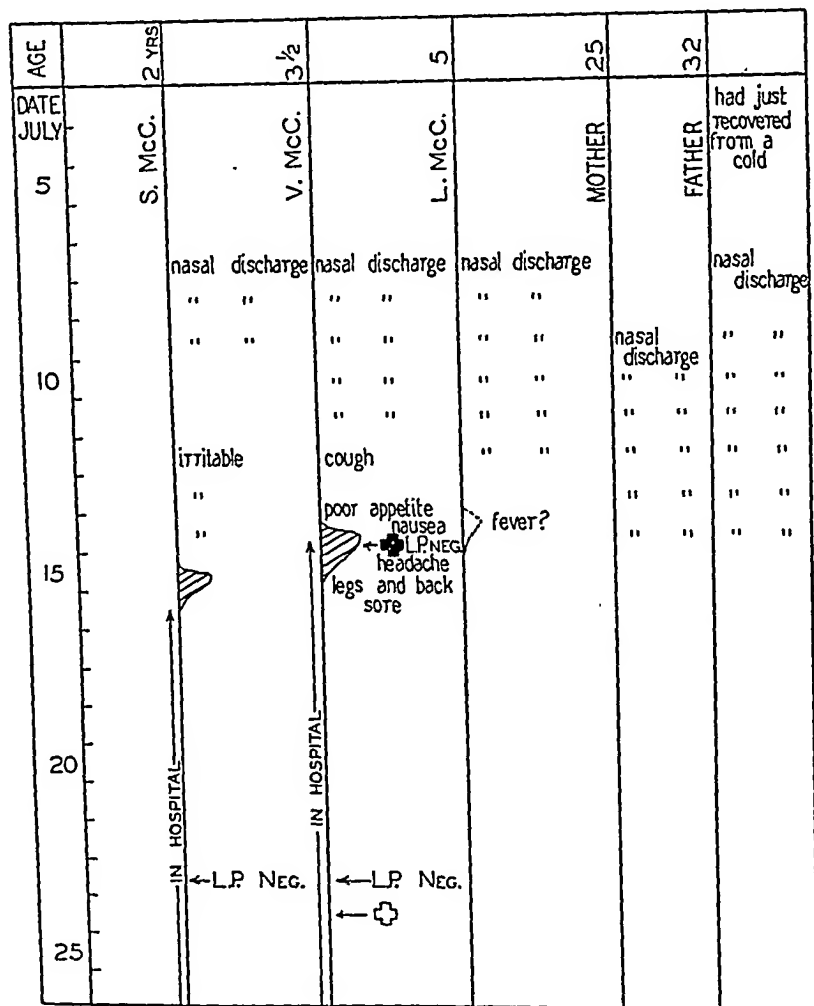 AGE
2 YRS
3½
5
25
32
DATE
JULY
S. McC.
V. McC.
L. McC.
MOTHER
FATHER
had just
recovered
from a
cold
5
nasal discharge nasal discharge nasal discharge
nasal
discharge
" " " " " "
" " " " " "
nasal
discharge
" "
10
" " " " " " " "
" " " " " " " "
irritable
cough
" " " " " "
"
poor appetite
" " " "
nausea
fever?
"
L.P. NEG.
" " " "
headache
legs and back
sore
15
20
IN HOSPITAL
IN HOSPITAL
L.P. NEG.
L.P. NEG.
25